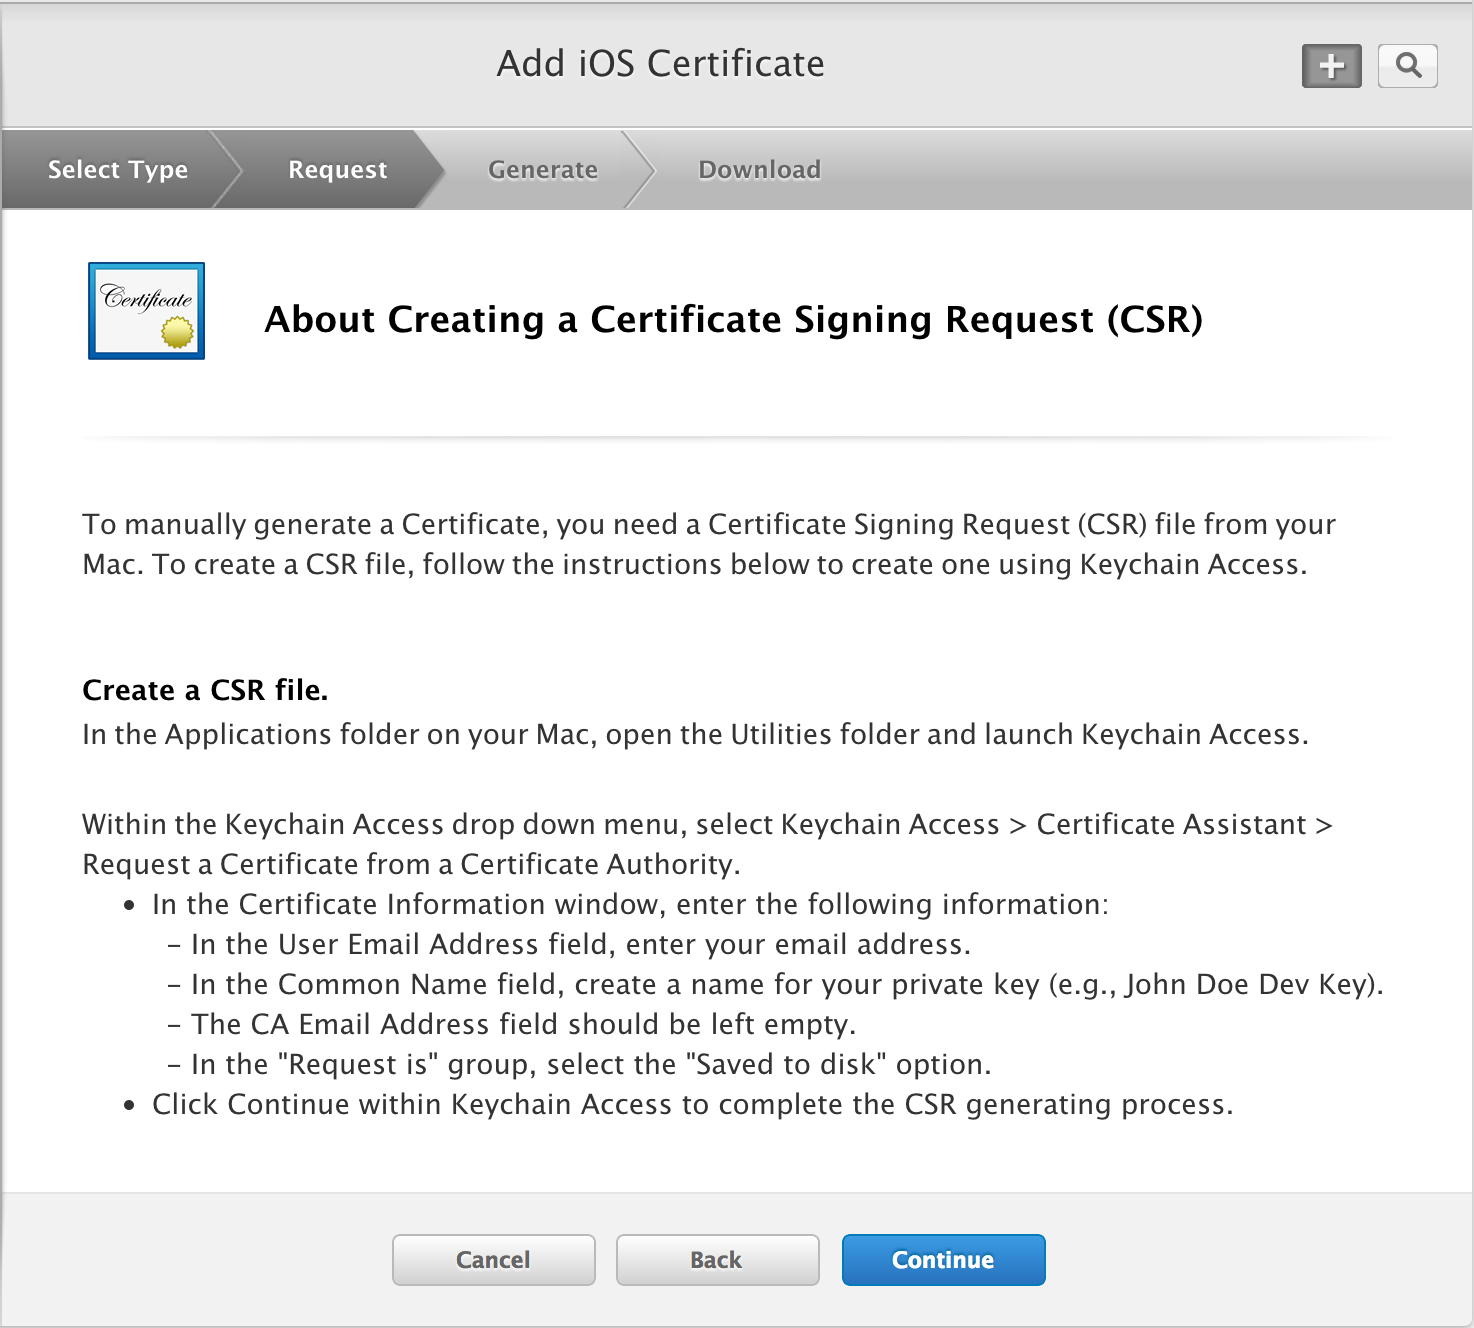 Add iOS Certificate
Select Type
Request
Generate
Download
Certificate
About Creating a Certificate Signing Request (CSR)
To manually generate a Certificate, you need a Certificate Signing Request (CSR) file from your
Mac. To create a CSR file, follow the instructions below to create one using Keychain Access.
Create a CSR file.
In the Applications folder on your Mac, open the Utilities folder and launch Keychain Access.
Within the Keychain Access drop down menu, select Keychain Access > Certificate Assistant >
Request a Certificate from a Certificate Authority.
• In the Certificate Information window, enter the following information:
– In the User Email Address field, enter your email address.
– In the Common Name field, create a name for your private key (e.g., John Doe Dev Key).
– The CA Email Address field should be left empty.
– In the "Request is" group, select the "Saved to disk" option.
• Click Continue within Keychain Access to complete the CSR generating process.
Cancel
Back
Continue